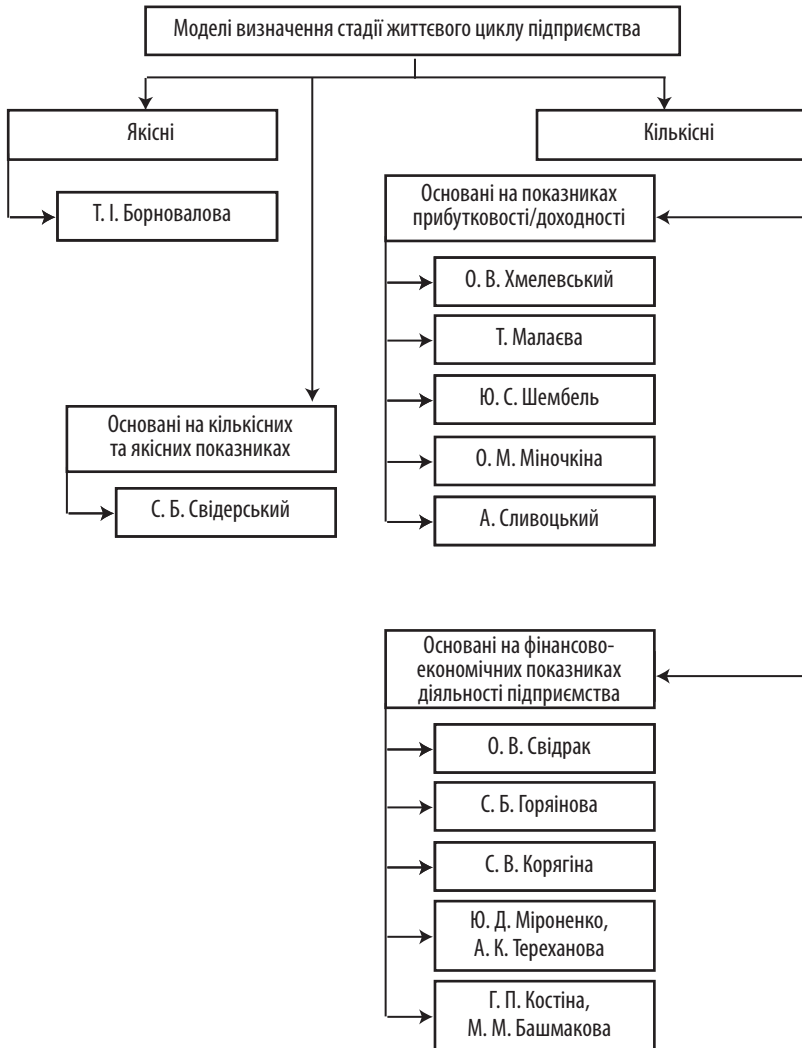 Моделі визначення стадії життєвого циклу підприємства
Якісні
Т. І. Борновалова
Основані на кількісних
та якісних показниках
С. Б. Свідерський
Кількісні
Основані на показниках
прибутковості/доходності
О. В. Хмелевський
Т. Малаєва
Ю. С. Шембель
О. М. Міночкіна
А. Сливоцький
Основані на фінансово-
економічних показниках
діяльності підприємства
О. В. Свідрак
С. Б. Горяінова
С. В. Корягіна
Ю. Д. Міроненко,
А. К. Тереханова
Г. П. Костіна,
М. М. Башмакова